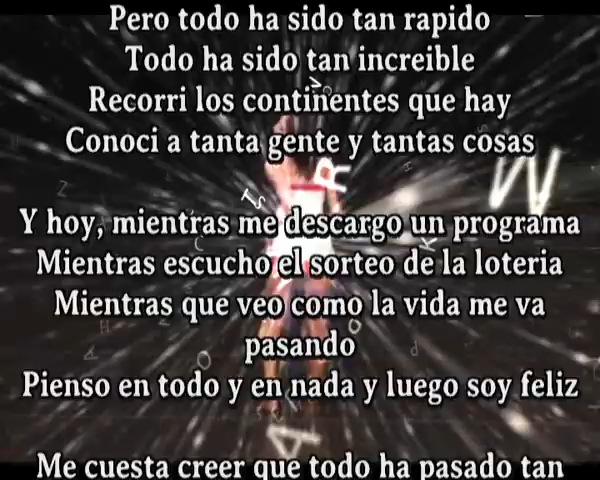 Pero todo ha sido tan rapido
Todo ha sido tan increible
Recorri los continentes que hay
Conoci a tanta gente y tantas cosas
Y hoy, mientras me descargo un programa
Mientras escucho el sorteo de la loteria
Mientras que veo como la vida me va
pasando
Pienso en todo y en nada y luego soy feliz
Me cuesta creer que todo ha pasado tan